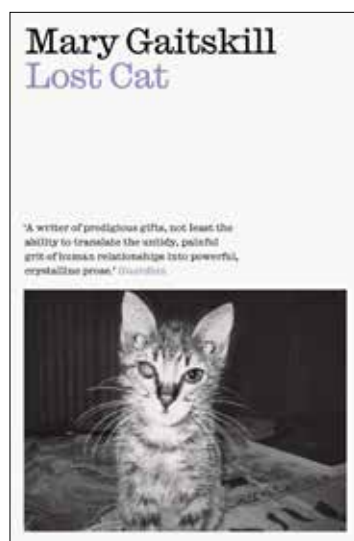 Mary Gaitskill
Lost Cat
‘A writer of prodigious gifts, not least the
ability to translate the untidy, painful
grit of human relationships into powerful,
crystalline prose.’ Guardian